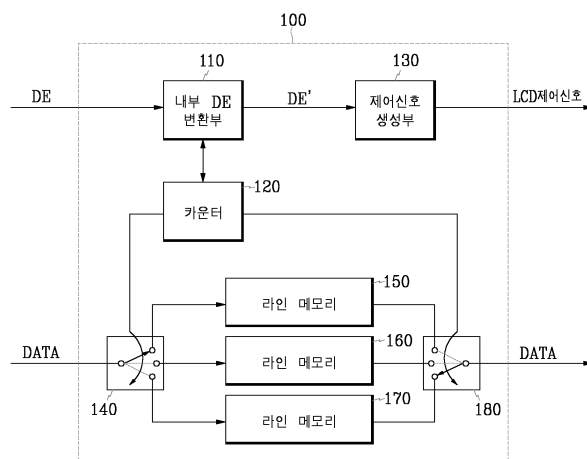 100
110
130
DE
내부 DE
변환부
DE'
제어신호
생성부
LCD제어신호
120
카운터
150
라인 메모리
160
DATA
라인 메모리
DATA
140
170
180
라인 메모리